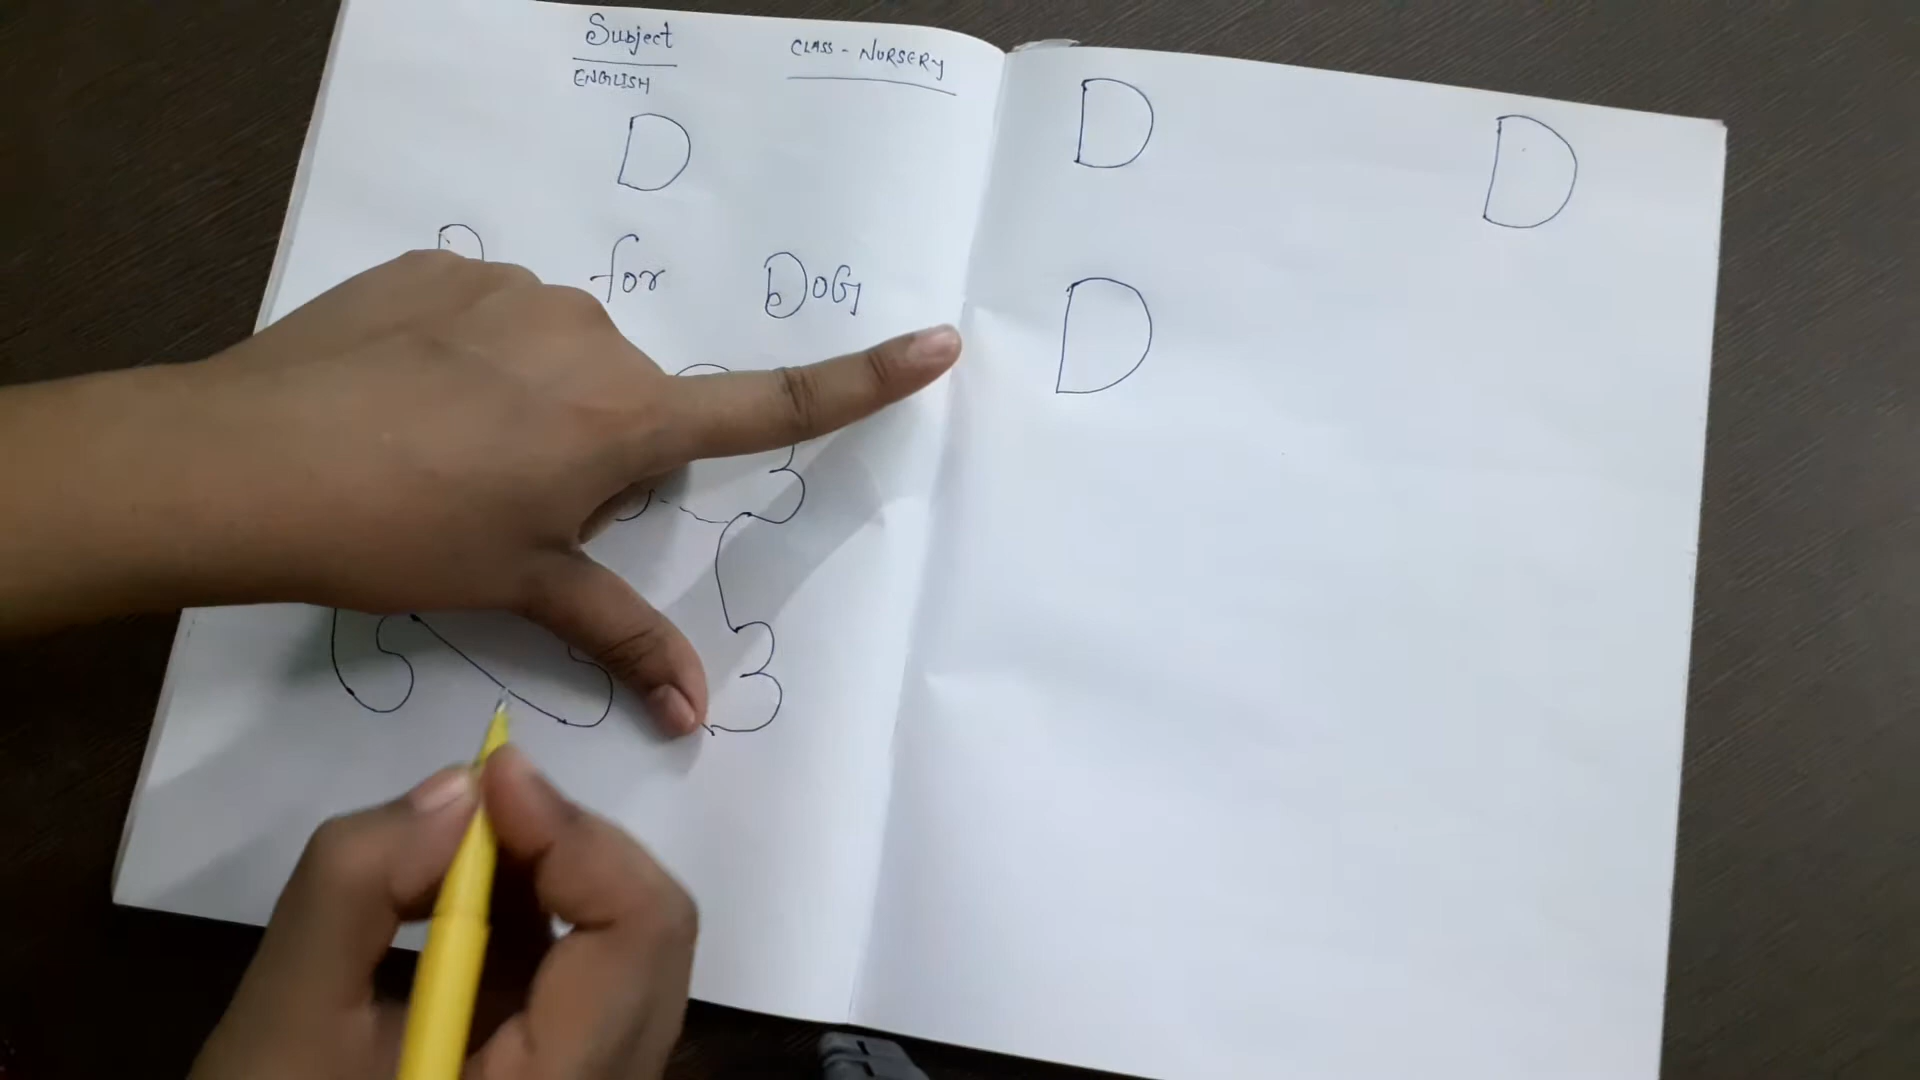 Subject
ENGLISH
CLASS - NURSERY
D
D for DOG
D D
D